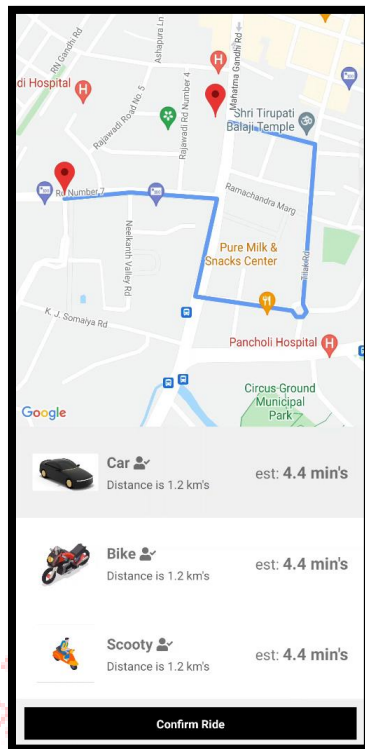 Ashapura Ln
RN Gandhi Rd
Mahatma Gandhi Rd
di Hospital
H
H
Rajawadi Road No. 5
Rajawadi Rd Number 4
Shri Tirupati
Balaji Temple
Rd Number 7
Ramachandra Marg
Neelkanth Valley Rd
Pure Milk &
Snacks Center
Tilak Rd
K. J. Somaiya Rd
Pancholi Hospital
H
Circus Ground
Municipal
Park
Google
Car
est: 4.4 min's
Distance is 1.2 km's
Bike
est: 4.4 min's
Distance is 1.2 km's
Scooty
est: 4.4 min's
Distance is 1.2 km's
Confirm Ride